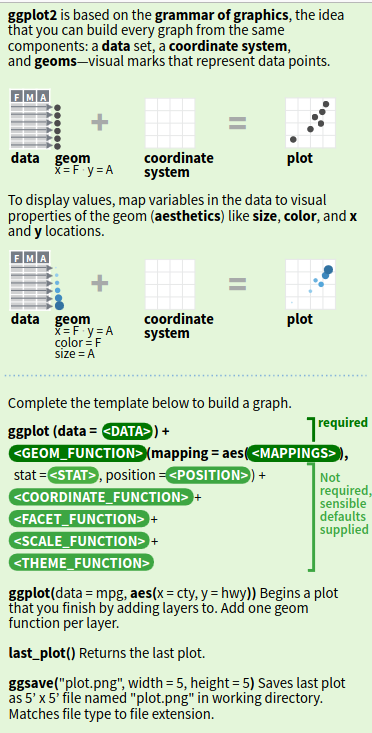 ggplot2 is based on the grammar of graphics, the idea
that you can build every graph from the same
components: a data set, a coordinate system,
and geoms—visual marks that represent data points.
F M A
+ =
data geom coordinate plot
x = F · y = A system
To display values, map variables in the data to visual
properties of the geom (aesthetics) like size, color, and x
and y locations.
F M A
+ =
data geom coordinate plot
x = F · y = A system
color = F
size = A
Complete the template below to build a graph.
required
ggplot (data = <DATA>) +
<GEOM_FUNCTION>(mapping = aes(<MAPPINGS>),
stat = <STAT>, position = <POSITION>) +
<COORDINATE_FUNCTION> +
<FACET_FUNCTION> +
<SCALE_FUNCTION> +
<THEME_FUNCTION>
Not
required,
sensible
defaults
supplied
ggplot(data = mpg, aes(x = cty, y = hwy)) Begins a plot
that you finish by adding layers to. Add one geom
function per layer.
last_plot() Returns the last plot.
ggsave("plot.png", width = 5, height = 5) Saves last plot
as 5’ x 5’ file named "plot.png" in working directory.
Matches file type to file extension.